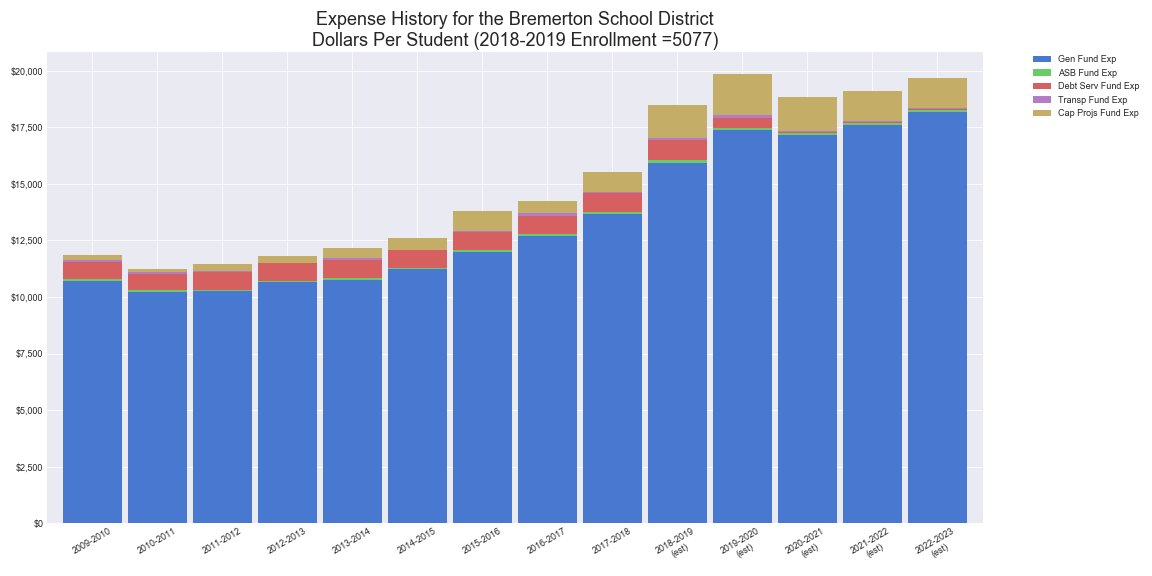 Expense History for the Bremerton School District
Dollars Per Student (2018-2019 Enrollment =5077)
Gen Fund Exp
ASB Fund Exp
Debt Serv Fund Exp
Transp Fund Exp
Cap Projs Fund Exp
$20,000
$17,500
$15,000
$12,500
$10,000
$7,500
$5,000
$2,500
$0
2009-2010
2010-2011
2011-2012
2012-2013
2013-2014
2014-2015
2015-2016
2016-2017
2017-2018
2018-2019
(est)
2019-2020
(est)
2020-2021
(est)
2021-2022
(est)
2022-2023
(est)